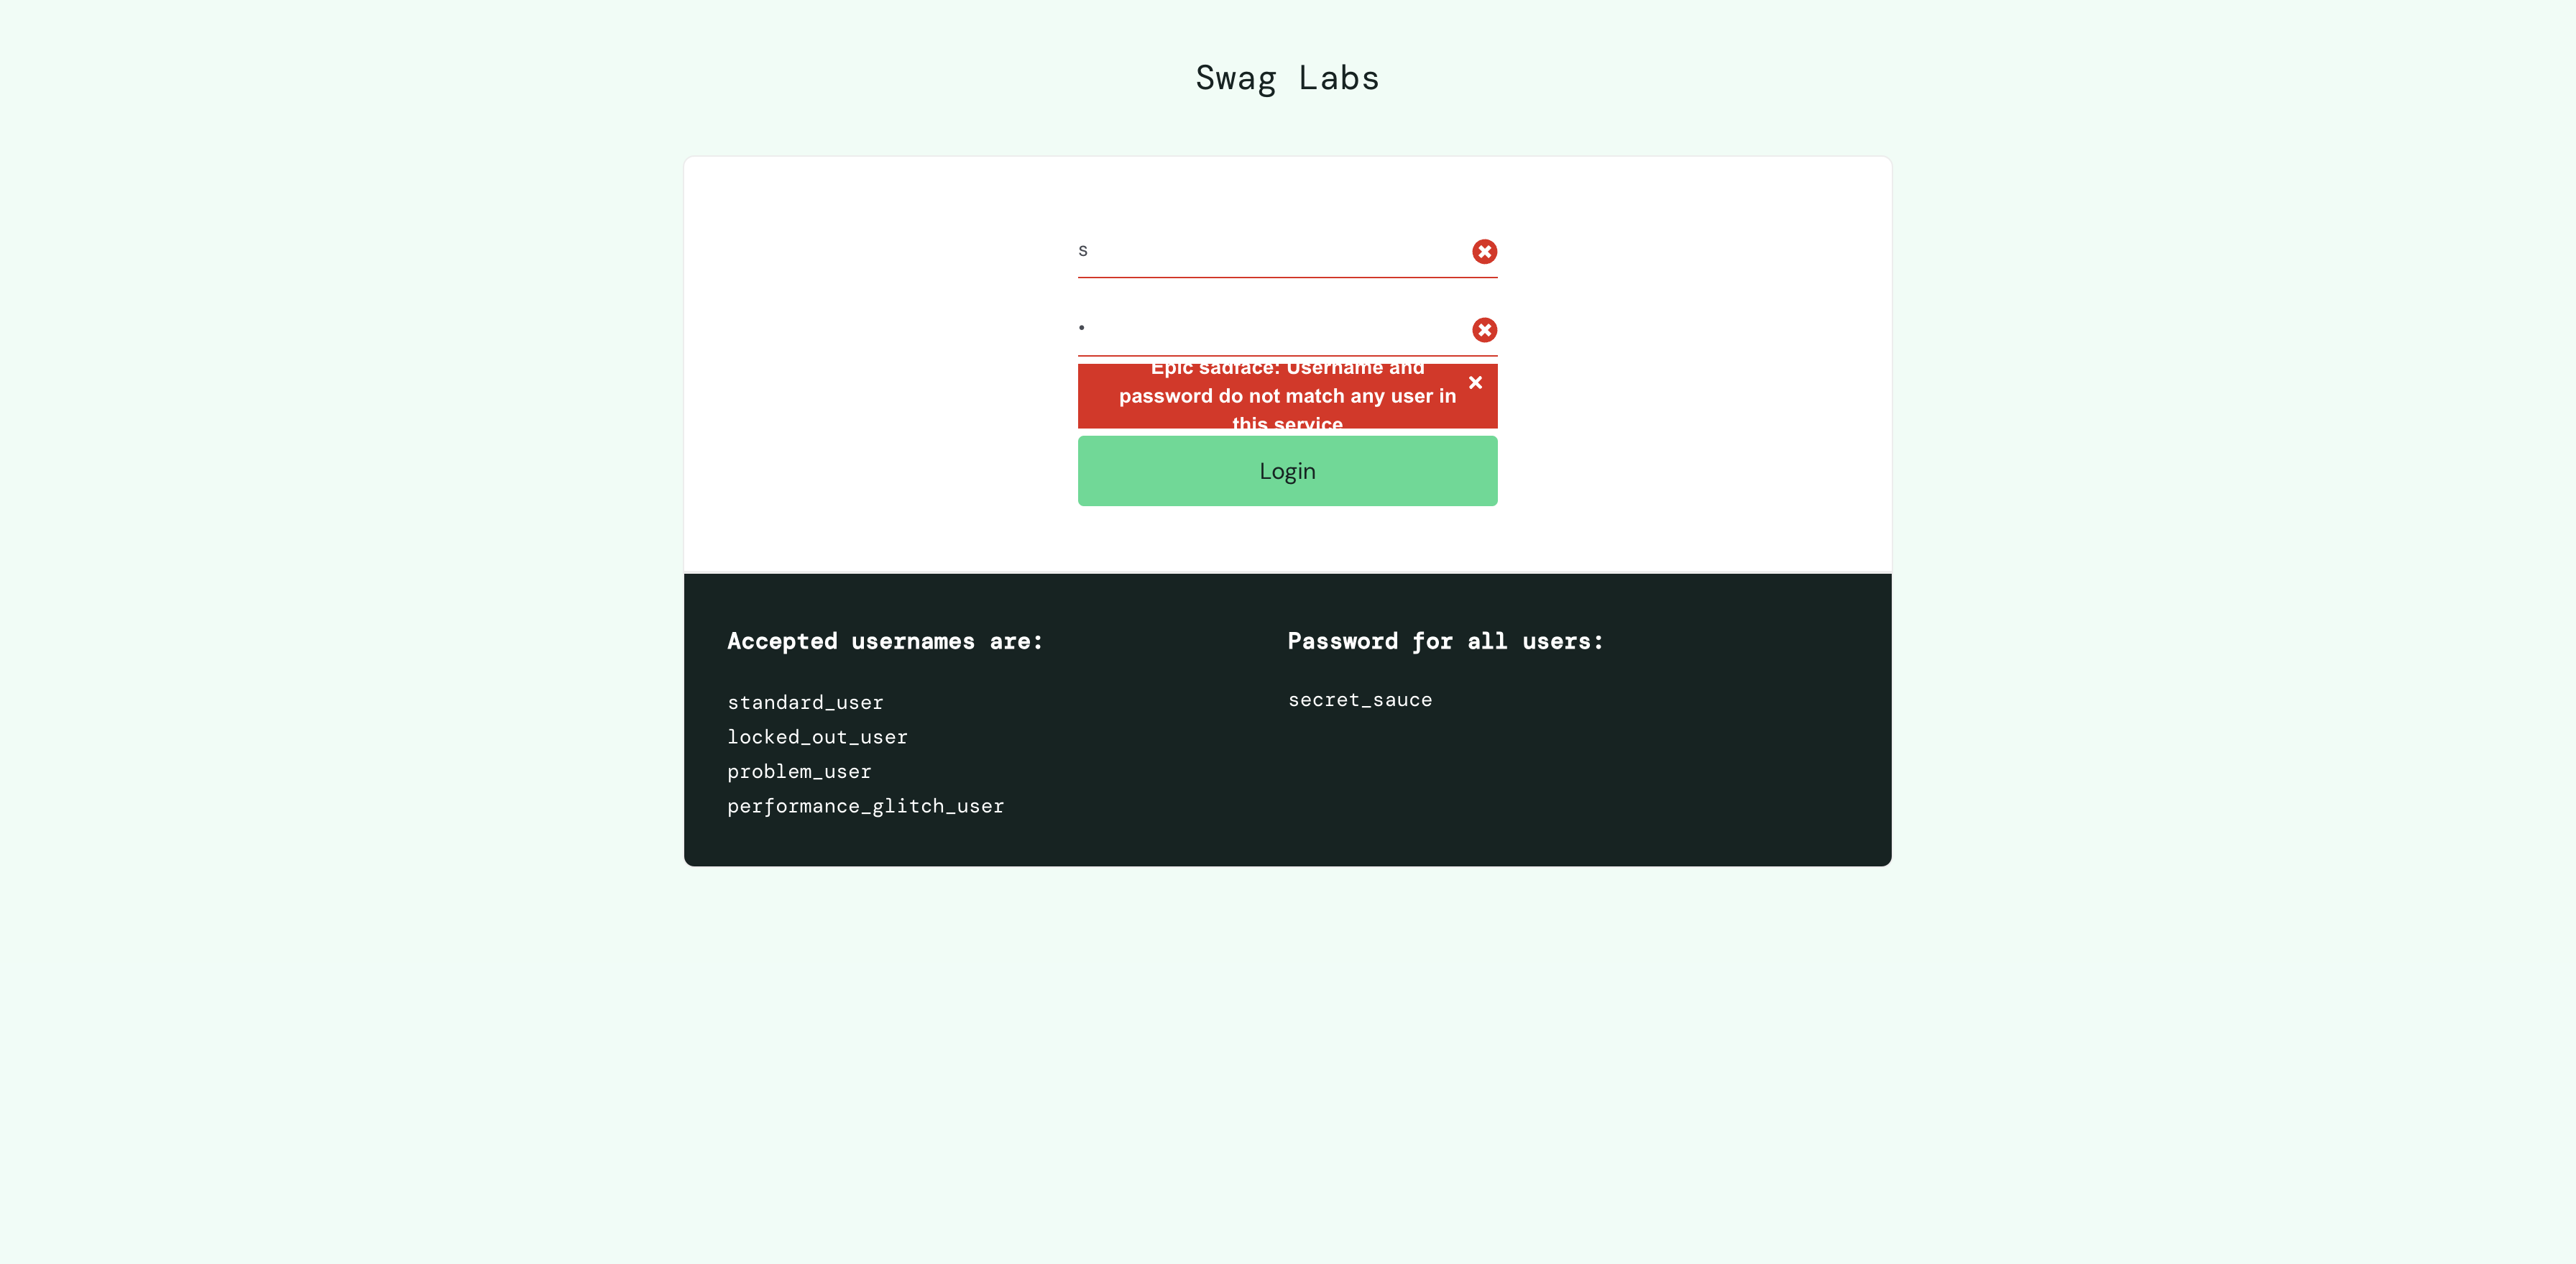 Swag Labs
s
•
Epic sadface: Username and
password do not match any user in
this service
Login
Accepted usernames are:
Password for all users:
standard_user
secret_sauce
locked_out_user
problem_user
performance_glitch_user